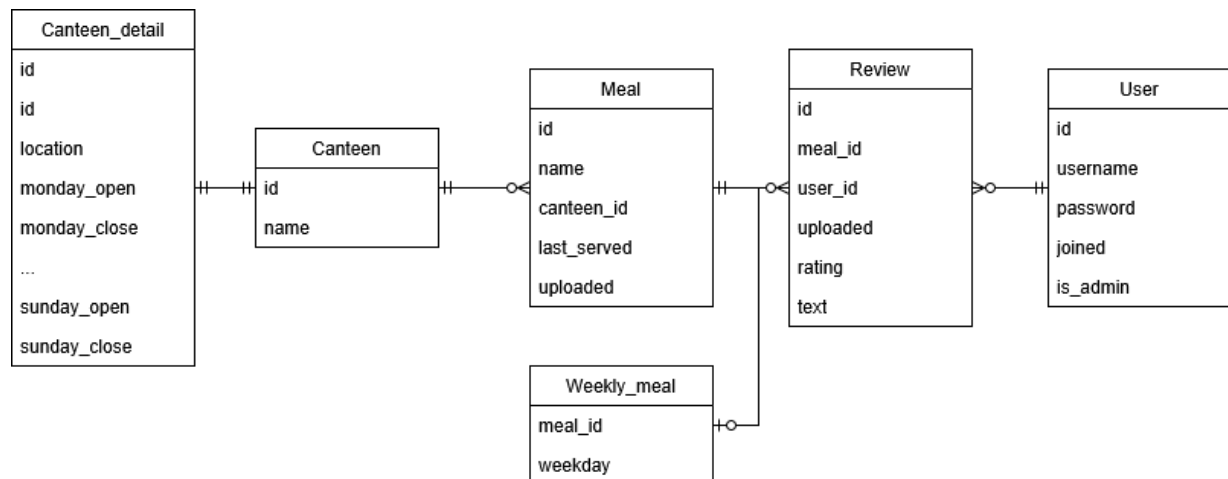 Canteen_detail
id
id
location
monday_open
monday_close
...
sunday_open
sunday_close
Canteen
id
name
Meal
id
name
canteen_id
last_served
uploaded
Weekly_meal
meal_id
weekday
Review
id
meal_id
user_id
uploaded
rating
text
User
id
username
password
joined
is_admin